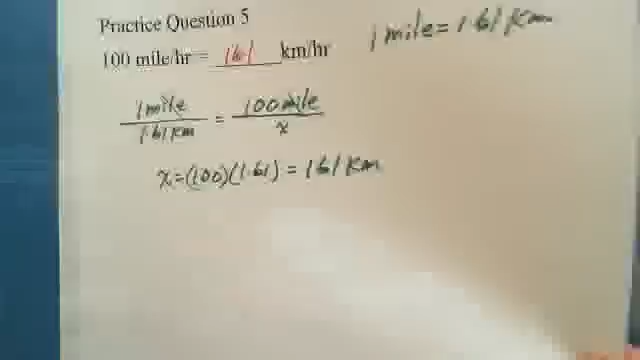 Practice Question 5
1 mile = 1.61 km
100 mile/hr = 161 km/hr
1 mile / 1.61 km = 100 mile / x
x = (100)(1.61) = 161 km